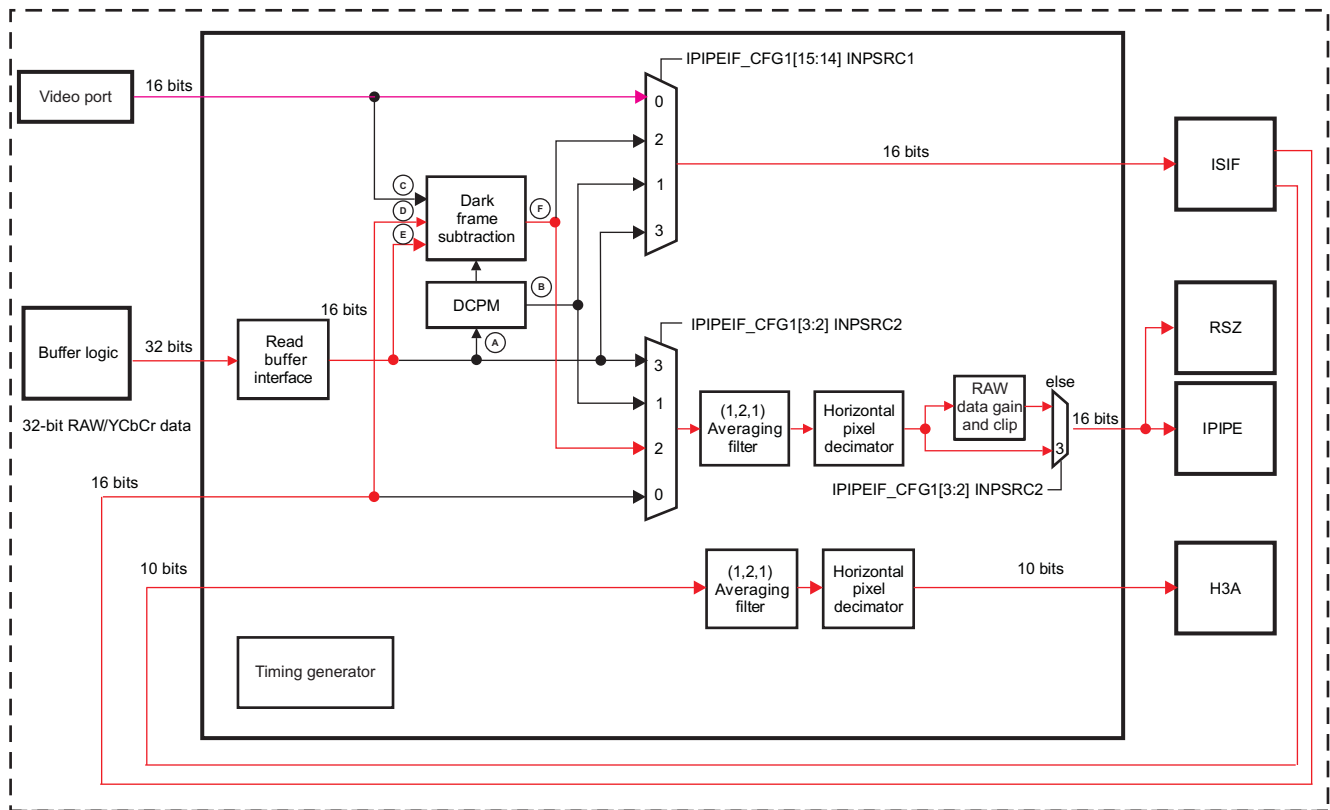 IPIPEIF_CFG1[15:14] INPSRC1
16 bits
Video port
0
2
1
3
16 bits
ISIF
C
D
E
Dark
frame
subtraction
F
DCPM
B
A
16 bits
Buffer logic
32 bits
Read
buffer
interface
32-bit RAW/YCbCr data
IPIPEIF_CFG1[3:2] INPSRC2
3
1
2
0
(1,2,1)
Averaging
filter
Horizontal
pixel
decimator
RAW
data gain
and clip
else
3
16 bits
IPIPEIF_CFG1[3:2] INPSRC2
RSZ
IPIPE
16 bits
10 bits
(1,2,1)
Averaging
filter
Horizontal
pixel
decimator
10 bits
H3A
Timing generator